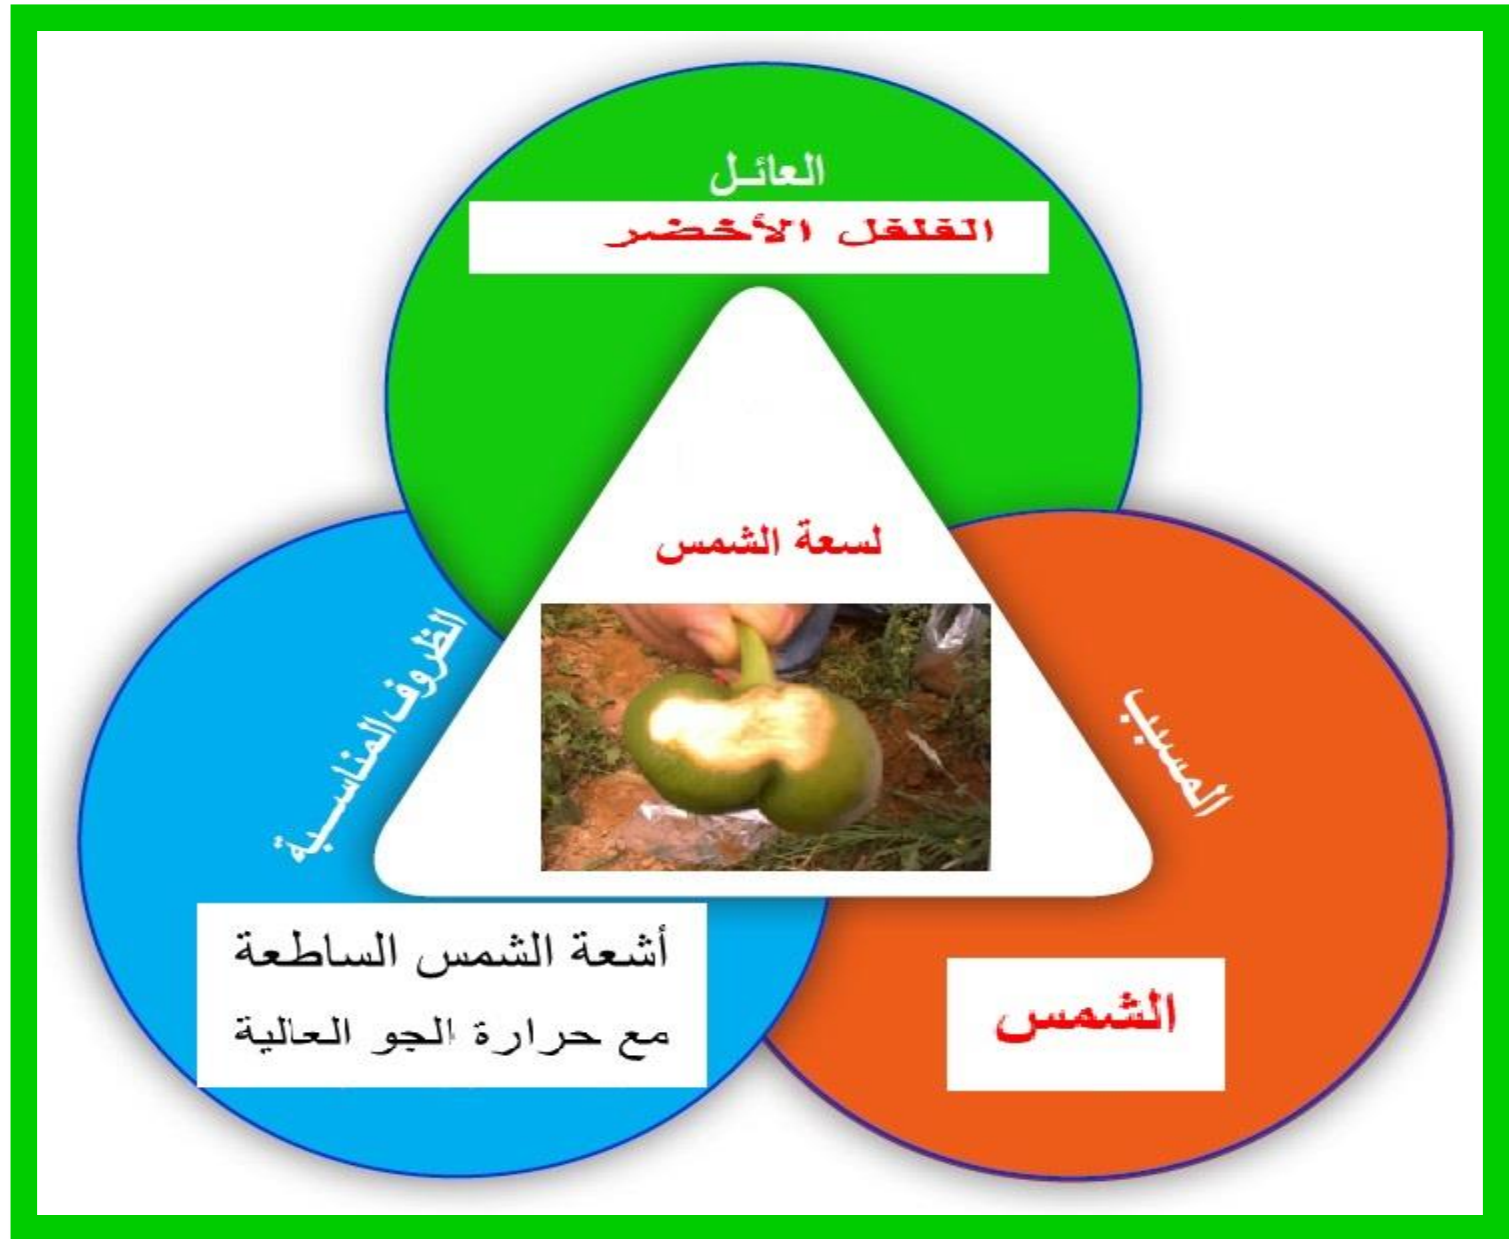 العائل
الفلفل الأخضر
لسعة الشمس
المسبب
الشمس
الظروف المناسبة
أشعة الشمس الساطعة
مع حرارة الجو العالية